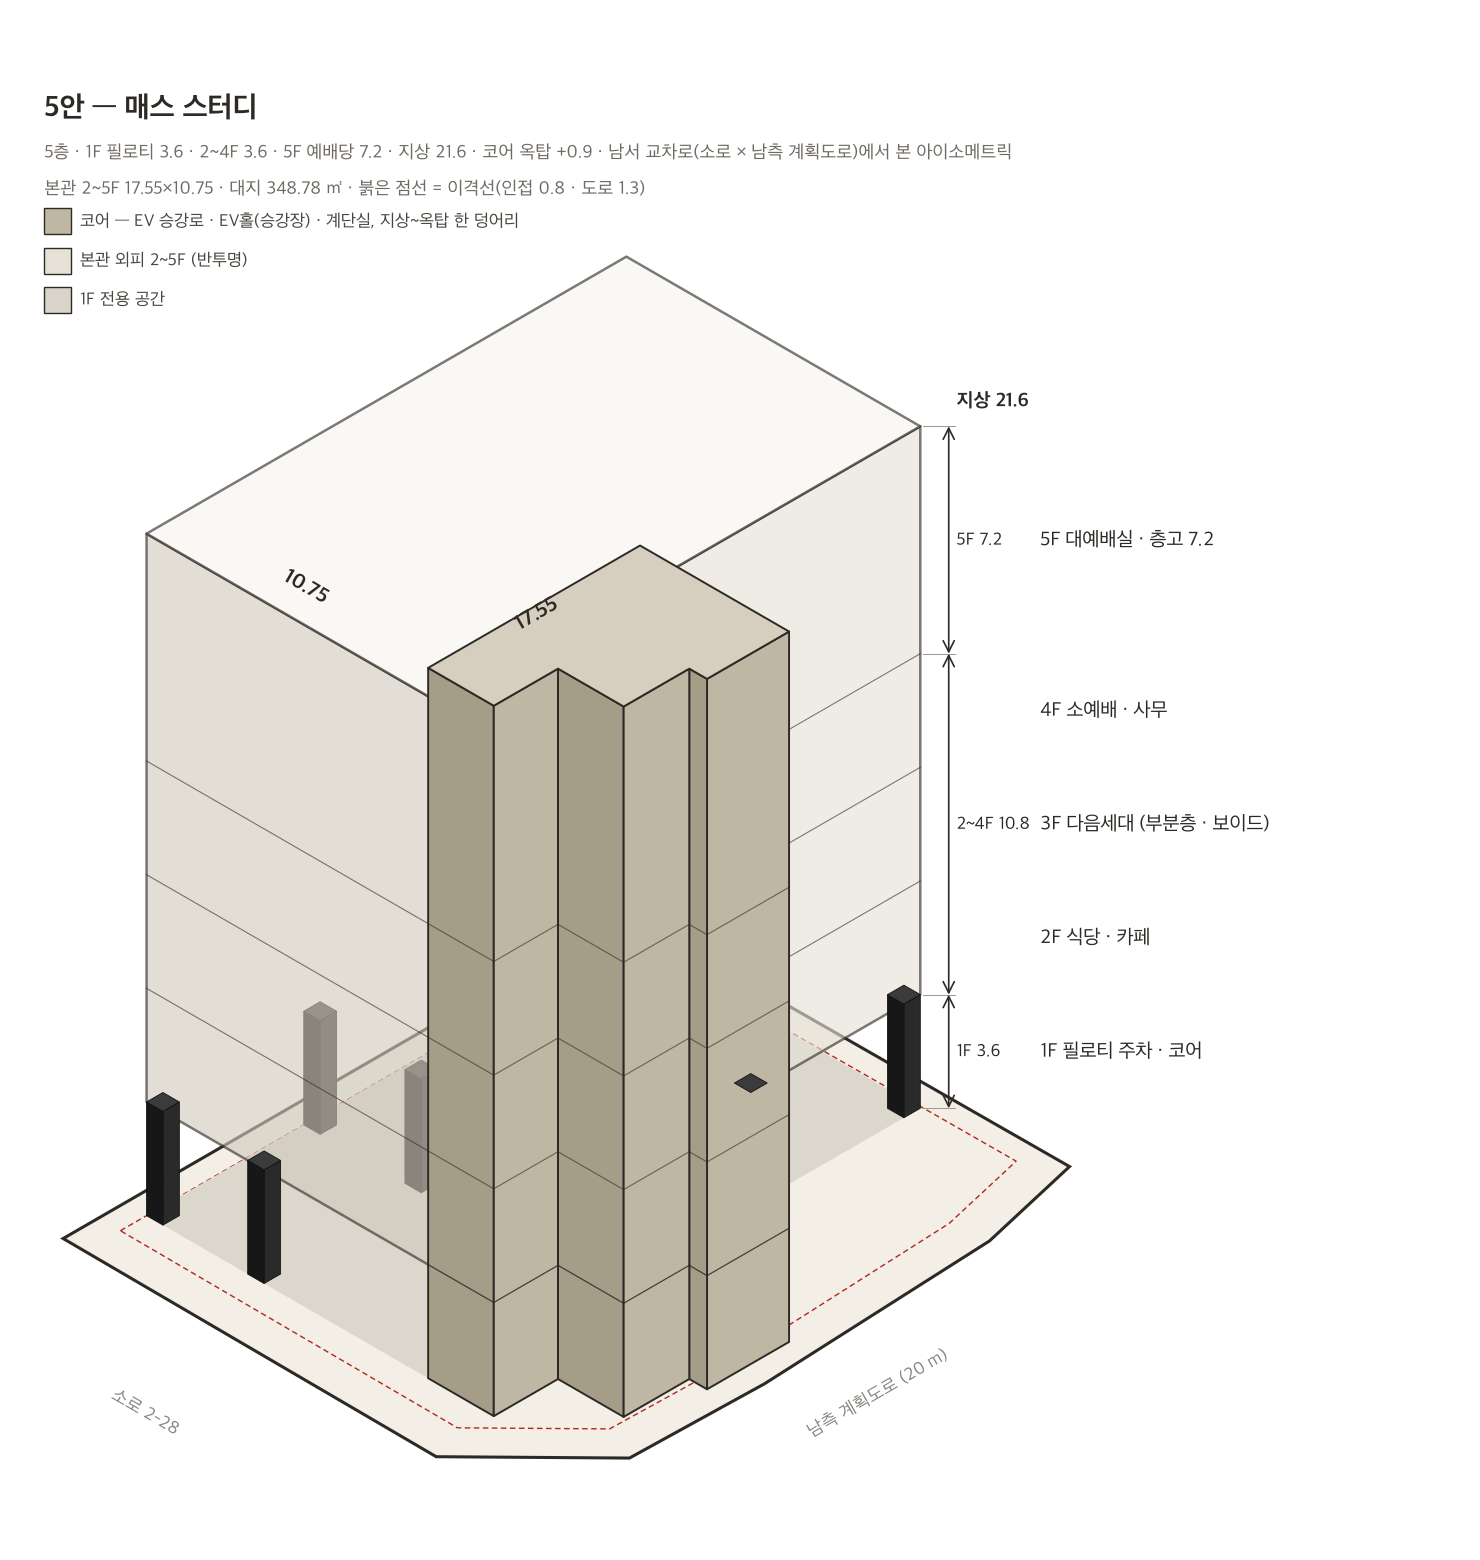 5안 — 매스 스터디
5층 · 1F 필로티 3.6 · 2~4F 3.6 · 5F 예배당 7.2 · 지상 21.6 · 코어 옥탑 +0.9 · 남서 교차로(소로 × 남측 계획도로)에서 본 아이소메트릭
본관 2~5F 17.55×10.75 · 대지 348.78 ㎡ · 붉은 점선 = 이격선(인접 0.8 · 도로 1.3)
코어 — EV 승강로 · EV홀(승강장) · 계단실, 지상~옥탑 한 덩어리
본관 외피 2~5F (반투명)
1F 전용 공간
지상 21.6
5F 7.2 5F 대예배실 · 층고 7.2
10.75
17.55
4F 소예배 · 사무
2~4F 10.8 3F 다음세대 (부분층 · 보이드)
2F 식당 · 카페
1F 3.6 1F 필로티 주차 · 코어
소로 2-28
남측 계획도로 (20 m)